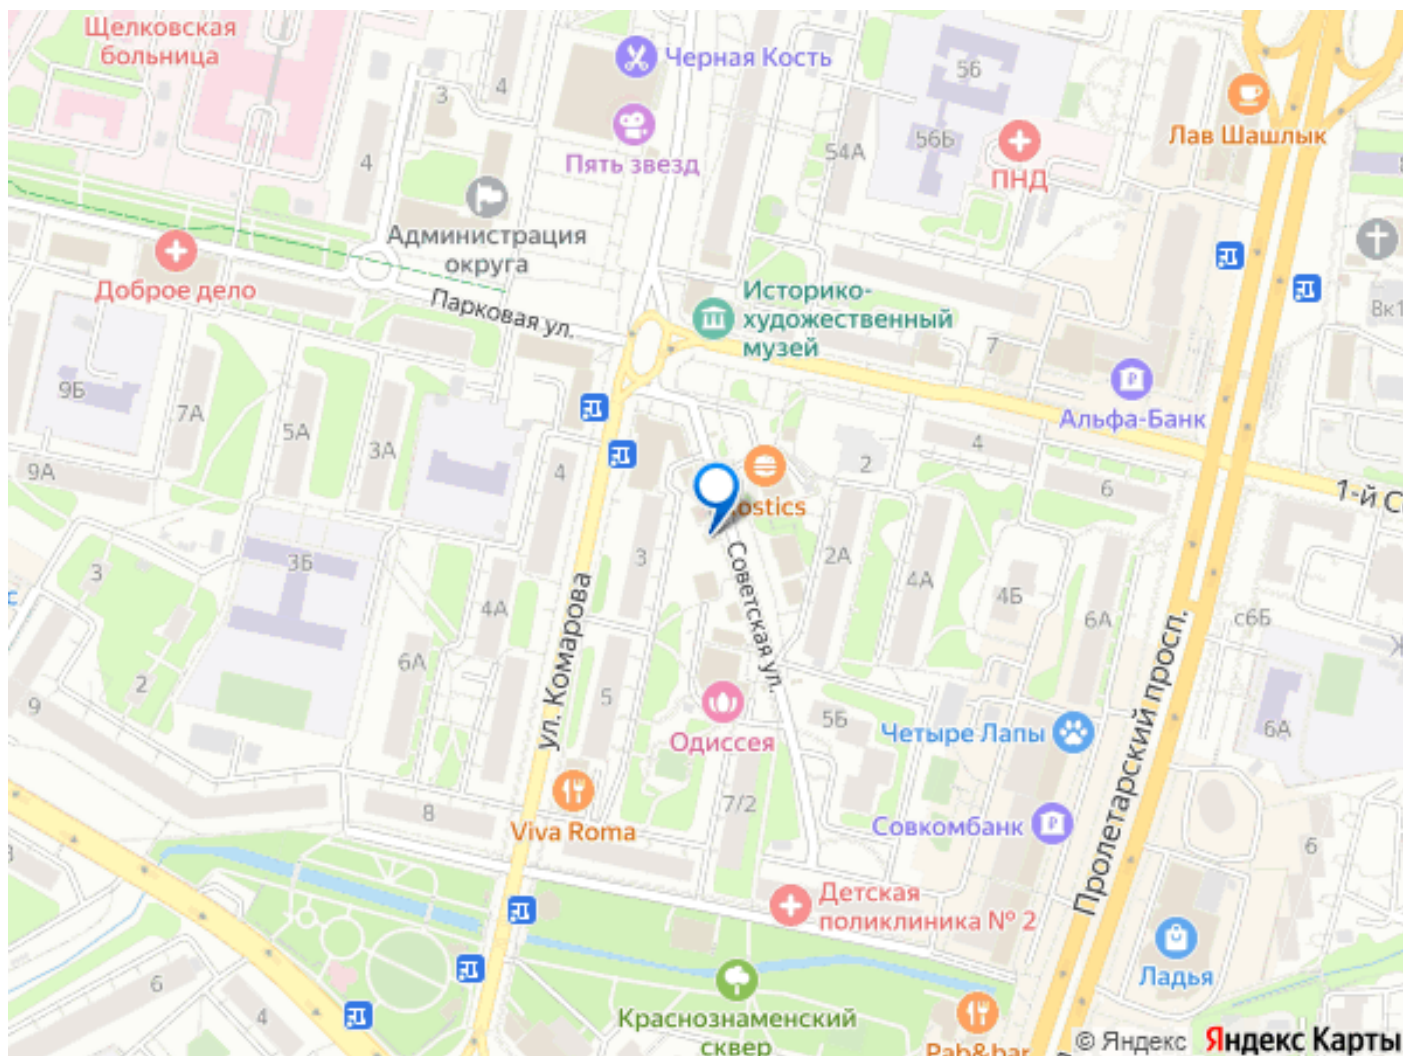 Щелковская
больница
4
3
4
Черная Кость
56
56Б
54А
Лав Шашлык
ПНД
Пять звезд
Администрация
округа
Доброе дело
Парковая ул.
Историко-
художественный
музей
7
8к1
9Б
7А
5А
3А
9А
4
Альфа-Банк
2
4
6
1-й С
ostics
3
3Б
3
4А
6А
2
9
2А
4А
4Б
6А
с6Б
6А
ул. Комарова
Советская ул.
Пролетарский просп.
5
Одиссея
5Б
Четыре Лапы
7/2
8
Viva Roma
Совкомбанк
6
Детская
поликлиника № 2
Ладья
6
4
Краснознаменский
сквер
Pab&bar
© Яндекс Яндекс Карты